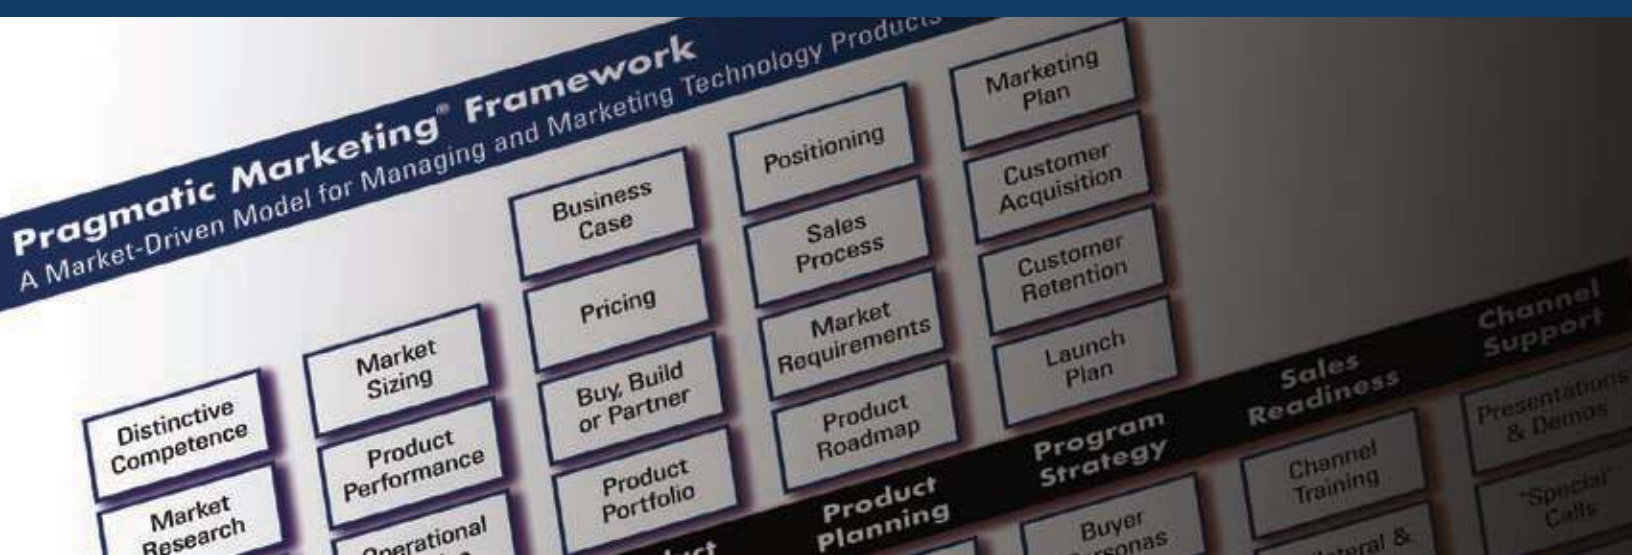 Pragmatic Marketing® Framework
A Market-Driven Model for Managing and Marketing Technology Products
Marketing
Plan
Positioning
Customer
Acquisition
Business
Case
Sales
Process
Customer
Retention
Pricing
Market
Requirements
Launch
Plan
Market
Sizing
Buy, Build
or Partner
Product
Roadmap
Distinctive
Competence
Product
Performance
Product
Portfolio
Market
Research
Operational
Product
Planning
Program
Strategy
Sales
Readiness
Channel
Support
Buyer
Personas
Channel
Training
Presentations
& Demos
"Special"
Calls
&